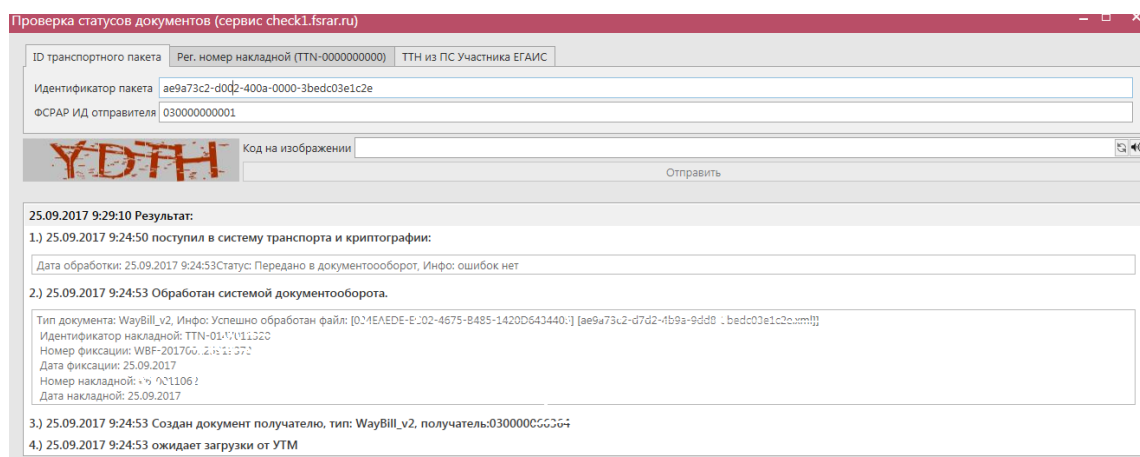 Проверка статусов документов (сервис check1.fsrar.ru)
ID транспортного пакета Рег. номер накладной (TTN-0000000000) ТТН из ПС Участника ЕГАИС
Идентификатор пакета ae9a73c2-d002-400a-0000-3bedc03e1c2e
ФСРАР ИД отправителя 030000000001
YDTH Код на изображении
Отправить
25.09.2017 9:29:10 Результат:
1.) 25.09.2017 9:24:50 поступил в систему транспорта и криптографии:
Дата обработки: 25.09.2017 9:24:53Статус: Передано в документоооборот, Инфо: ошибок нет
2.) 25.09.2017 9:24:53 Обработан системой документооборота.
Тип документа: WayBill_v2, Инфо: Успешно обработан файл:
Идентификатор накладной:
Номер фиксации:
Дата фиксации: 25.09.2017
Номер накладной:
Дата накладной: 25.09.2017
3.) 25.09.2017 9:24:53 Создан документ получателю, тип: WayBill_v2,
4.) 25.09.2017 9:24:53 ожидает загрузки от УТМ